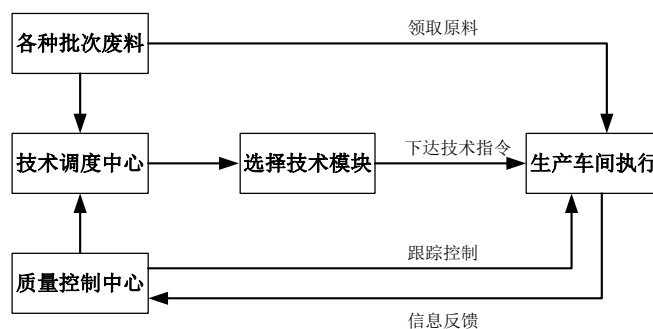 各种批次废料
领取原料
技术调度中心
选择技术模块
下达技术指令
生产车间执行
质量控制中心
跟踪控制
信息反馈